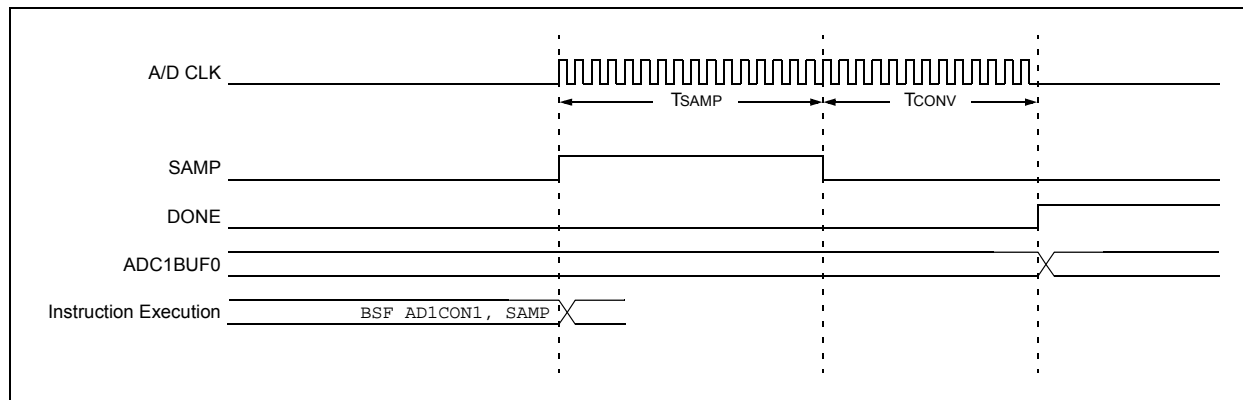 A/D CLK
TSAMP
TCONV
SAMP
DONE
ADC1BUF0
Instruction Execution
BSF AD1CON1, SAMP